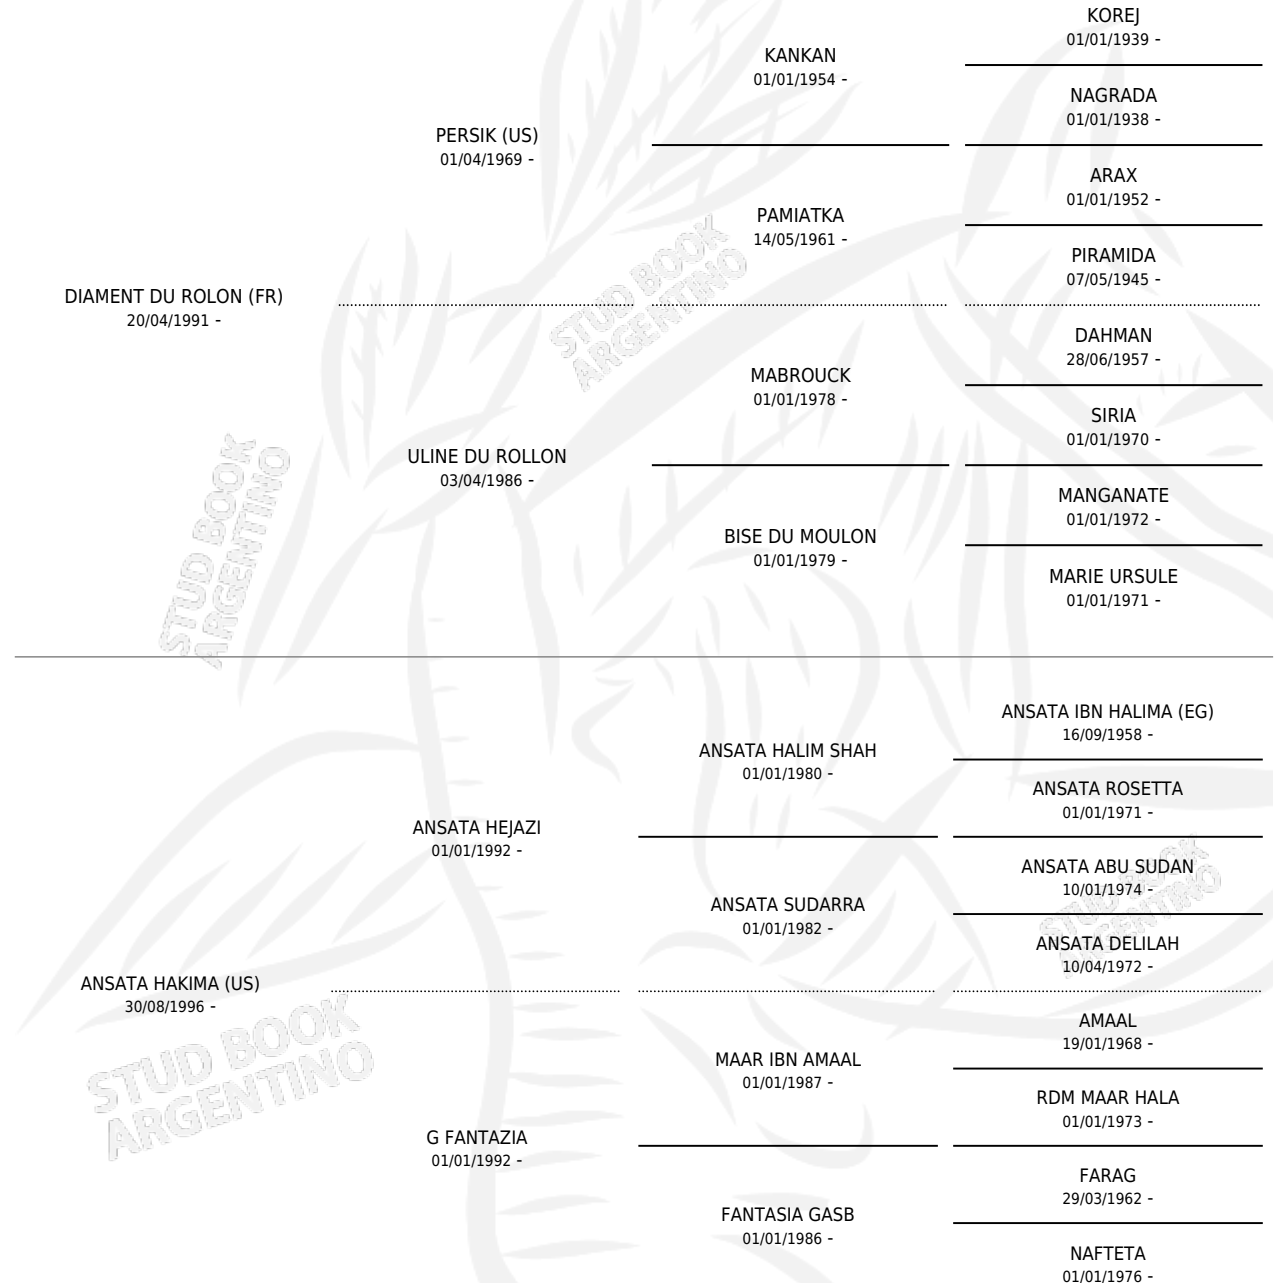 KOREJ
01/01/1939 -
KANKAN
01/01/1954 -
NAGRADA
01/01/1938 -
PERSIK (US)
01/04/1969 -
ARAX
01/01/1952 -
PAMIATKA
14/05/1961 -
PIRAMIDA
07/05/1945 -
DIAMENT DU ROLON (FR)
20/04/1991 -
STUD BOOK
ARGENTINO
DAHMAN
28/06/1957 -
MABROUCK
01/01/1978 -
SIRIA
01/01/1970 -
ULINE DU ROLLON
03/04/1986 -
MANGANATE
01/01/1972 -
BISE DU MOULON
01/01/1979 -
MARIE URSULE
01/01/1971 -
STUD BOOK
ARGENTINO
ANSATA IBN HALIMA (EG)
16/09/1958 -
ANSATA HALIM SHAH
01/01/1980 -
ANSATA ROSETTA
01/01/1971 -
ANSATA HEJAZI
01/01/1992 -
ANSATA ABU SUDAN
10/01/1974 -
ANSATA SUDARRA
01/01/1982 -
STUD BOOK
ARGENTINO
ANSATA DELILAH
10/04/1972 -
ANSATA HAKIMA (US)
30/08/1996 -
AMAAL
19/01/1968 -
MAAR IBN AMAAL
01/01/1987 -
STUD BOOK
ARGENTINO
RDM MAAR HALA
01/01/1973 -
G FANTAZIA
01/01/1992 -
FARAG
29/03/1962 -
FANTASIA GASB
01/01/1986 -
NAFTETA
01/01/1976 -